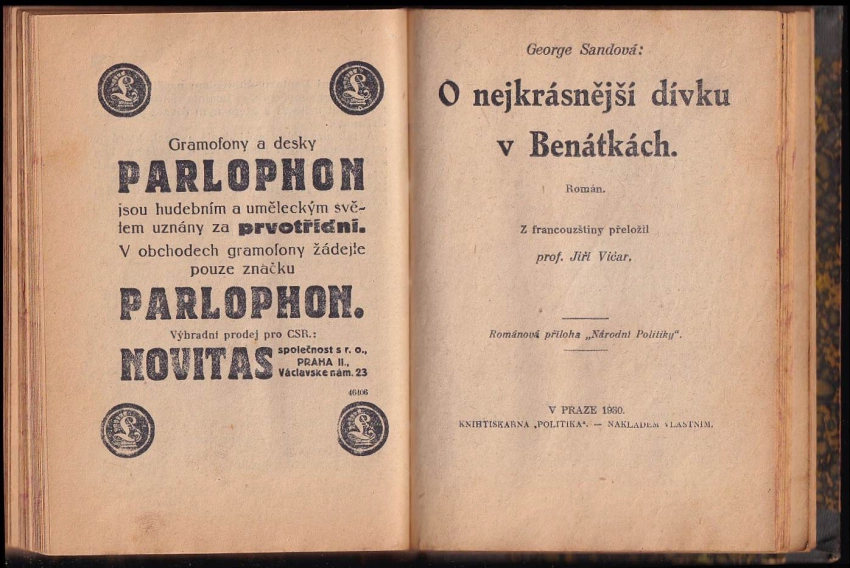 Gramofony a desky
PARLOPHON
jsou hudebním a uměleckým svě-
tem uznány za prvotřídní.
V obchodech gramofony žádejte
pouze značku
PARLOPHON.
Výhradní prodej pro ČSR.:
NOVITAS
společnost s r. o.,
PRAHA II.,
Václavské nám. 23
46406
George Sandová:
O nejkrásnější dívku
v Benátkách.
Román.
Z francouzštiny přeložil
prof. Jiří Vičar.
Románová příloha „Národní Politiky“.
V PRAZE 1930.
KNIHTISKARNA „POLITIKA“. — NÁKLADEM VLASTNÍM.